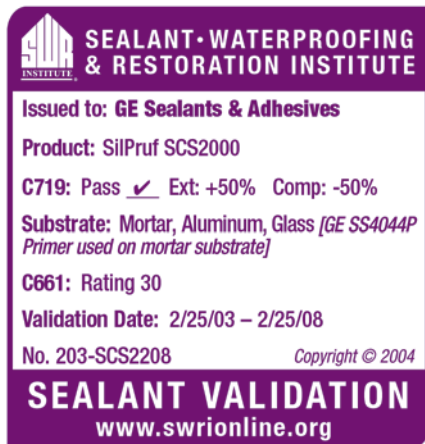 SWR
INSTITUTE®
SEALANT•WATERPROOFING
& RESTORATION INSTITUTE
Issued to: GE Sealants & Adhesives
Product: SilPruf SCS2000
C719: Pass ✔ Ext: +50% Comp: -50%
Substrate: Mortar, Aluminum, Glass [GE SS4044P
Primer used on mortar substrate]
C661: Rating 30
Validation Date: 2/25/03 – 2/25/08
No. 203-SCS2208 Copyright © 2004
SEALANT VALIDATION
www.swrionline.org